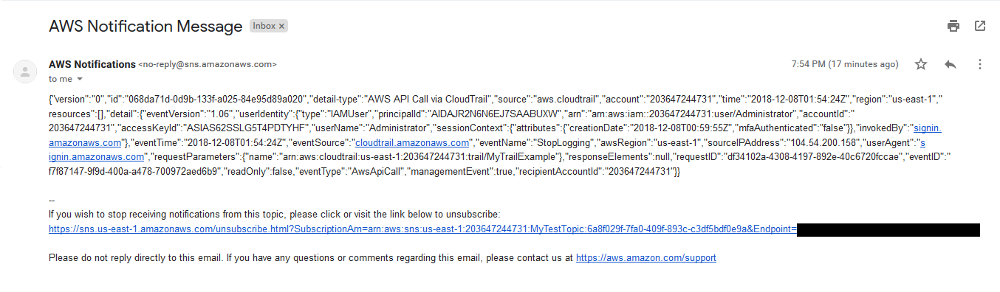 AWS Notification Message Inbox x
AWS Notifications <no-reply@sns.amazonaws.com> 7:54 PM (17 minutes ago)
to me
{"version":"0","id":"068da71d-0d9b-133f-a025-84e95d89a020","detail-type":"AWS API Call via CloudTrail","source":"aws.cloudtrail","account":"203647244731","time":"2018-12-08T01:54:24Z","region":"us-east-1","
resources":[],"detail":{"eventVersion":"1.06","userIdentity":{"type":"IAMUser","principalId":"AIDAJR2N6N6EJ7SAABUXW","arn":"arn:aws:iam::203647244731:user/Administrator","accountId":"
203647244731","accessKeyId":"ASIAS62SSLG5T4PDTYHF","userName":"Administrator","sessionContext":{"attributes":{"creationDate":"2018-12-08T00:59:55Z","mfaAuthenticated":"false"}},"invokedBy":"signin.
amazonaws.com"},"eventTime":"2018-12-08T01:54:24Z","eventSource":"cloudtrail.amazonaws.com","eventName":"StopLogging","awsRegion":"us-east-1","sourceIPAddress":"104.54.200.158","userAgent":"s
ignin.amazonaws.com","requestParameters":{"name":"arn:aws:cloudtrail:us-east-1:203647244731:trail/MyTrailExample"},"responseElements":null,"requestID":"df34102a-4308-4197-892e-40c6720fccae","eventID":"
f7f87147-9f9d-400a-a478-700972aed6b9","readOnly":false,"eventType":"AwsApiCall","managementEvent":true,"recipientAccountId":"203647244731"}}
--
If you wish to stop receiving notifications from this topic, please click or visit the link below to unsubscribe:
https://sns.us-east-1.amazonaws.com/unsubscribe.html?SubscriptionArn=arn:aws:sns:us-east-1:203647244731:MyTestTopic:6a8f029f-7fa0-409f-893c-c3df5bdf0e9a&Endpoint=
Please do not reply directly to this email. If you have any questions or comments regarding this email, please contact us at https://aws.amazon.com/support